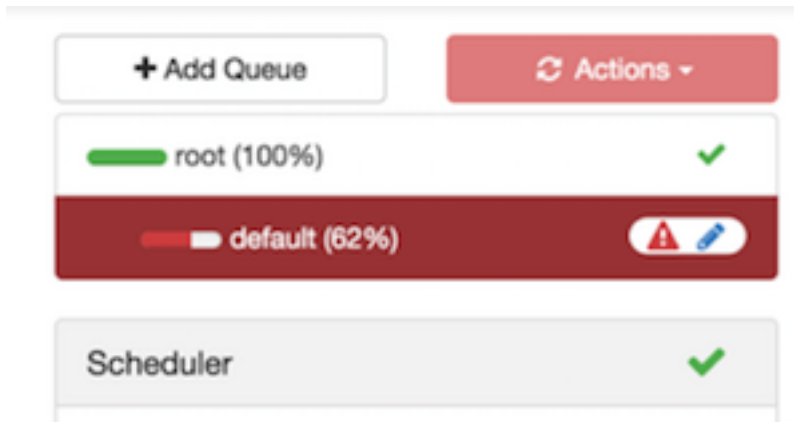 Add Queue
Actions
root (100%)
default (62%)
Scheduler